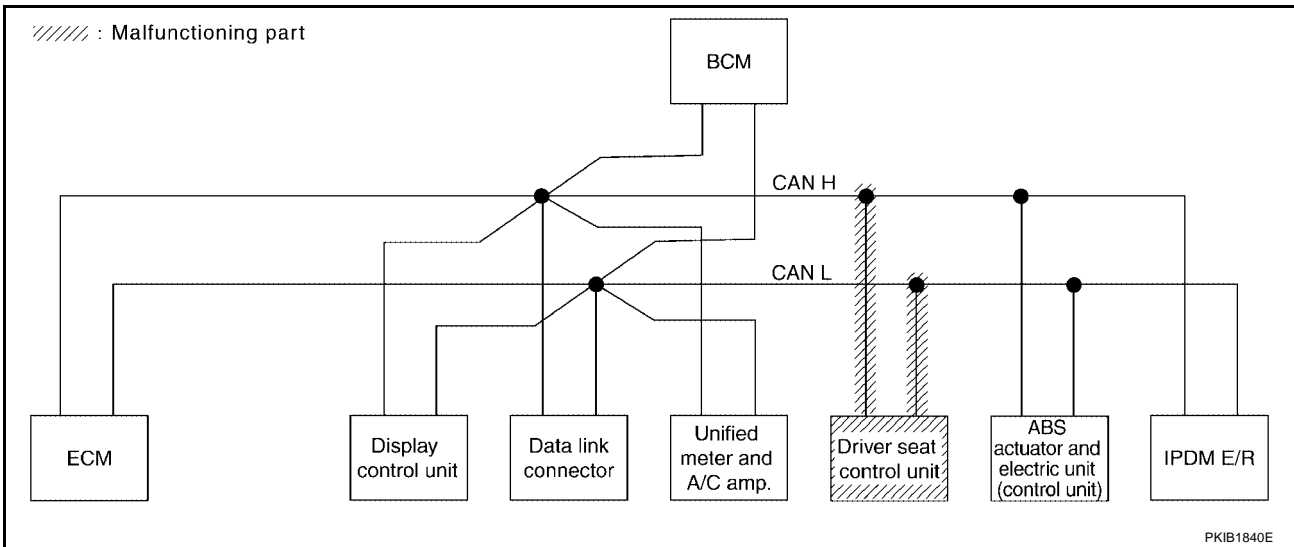 : Malfunctioning part
BCM
CAN H
CAN L
ECM
Display
control unit
Data link
connector
Unified
meter and
A/C amp.
Driver seat
control unit
ABS
actuator and
electric unit
(control unit)
IPDM E/R
PKIB1840E